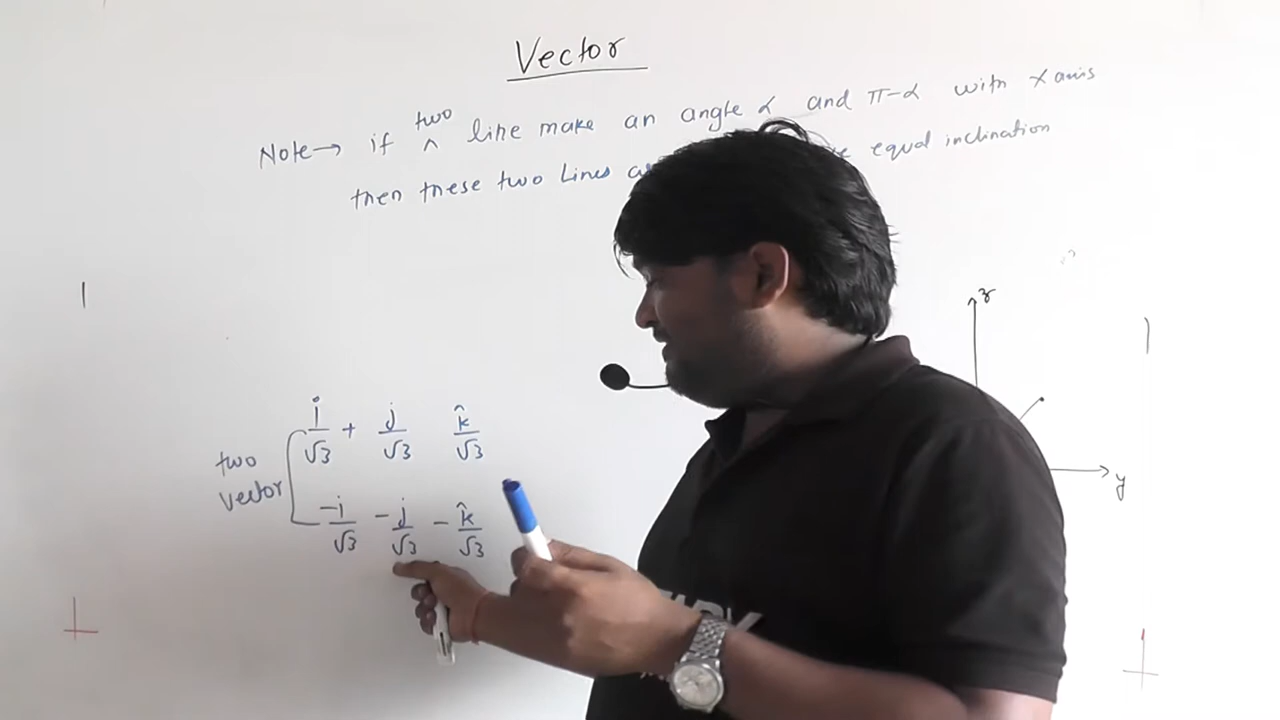 Vector
Note→ if two line make an angle α and π-α with x axis
then these two Lines equal inclination
two
vector
i/√3 + j/√3 k̂/√3
-i/√3 - j/√3 - k̂/√3
z
y